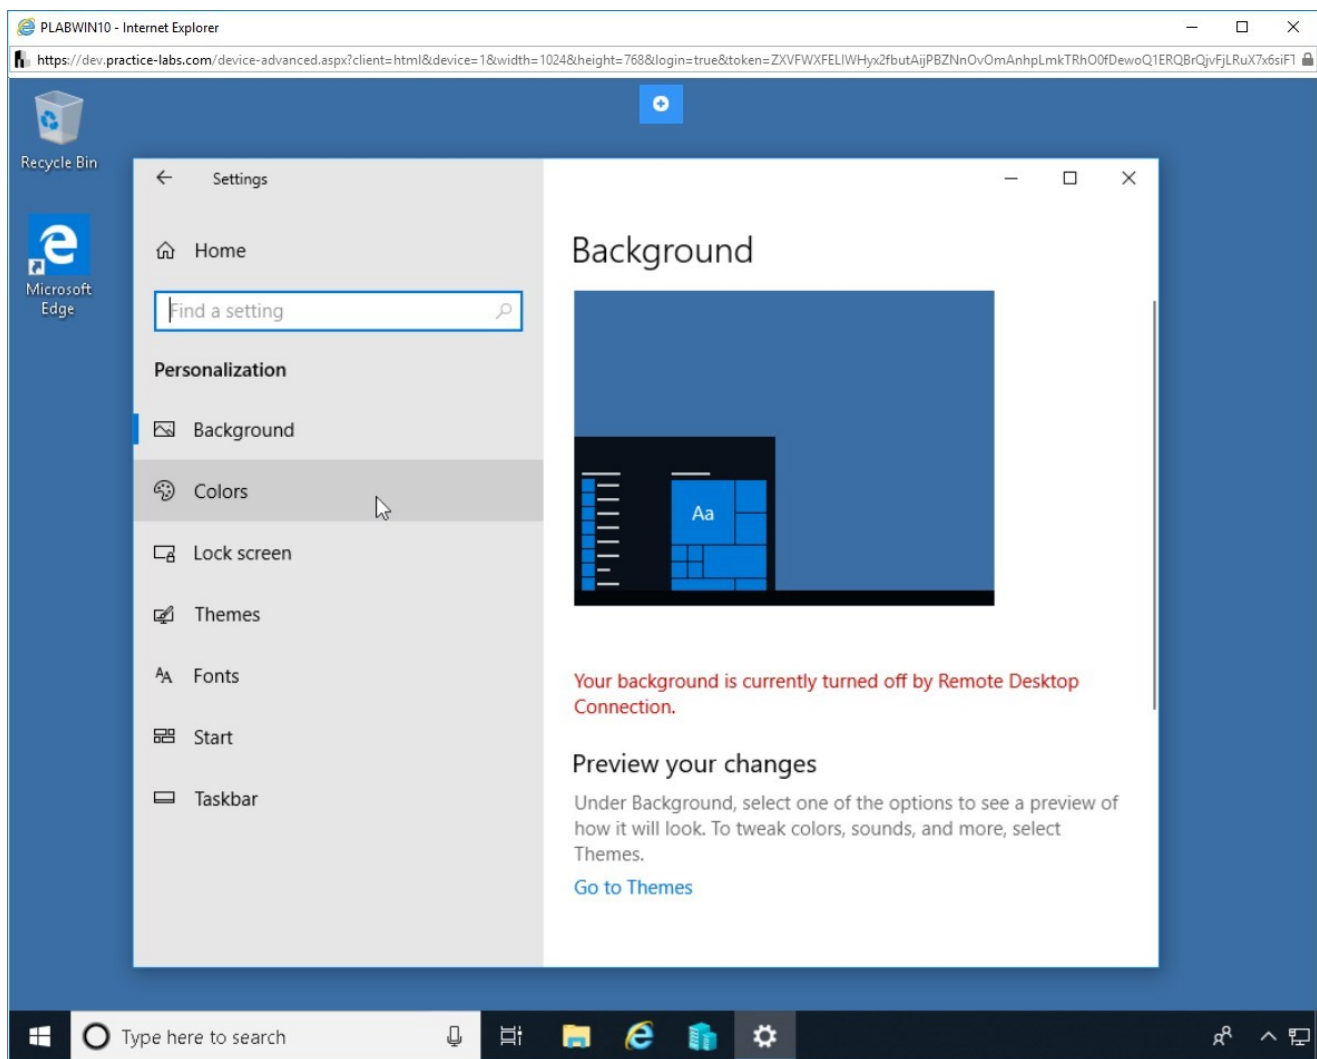 PLABWIN10 - Internet Explorer
https://dev.practice-labs.com/device-advanced.aspx?client=html&device=1&width=1024&height=768&login=true&token=
Recycle Bin
Microsoft
Edge
Settings
Home
Find a setting
Personalization
Background
Colors
Lock screen
Themes
Fonts
Start
Taskbar
Background
Aa
Your background is currently turned off by Remote Desktop
Connection.
Preview your changes
Under Background, select one of the options to see a preview of
how it will look. To tweak colors, sounds, and more, select
Themes.
Go to Themes
Type here to search